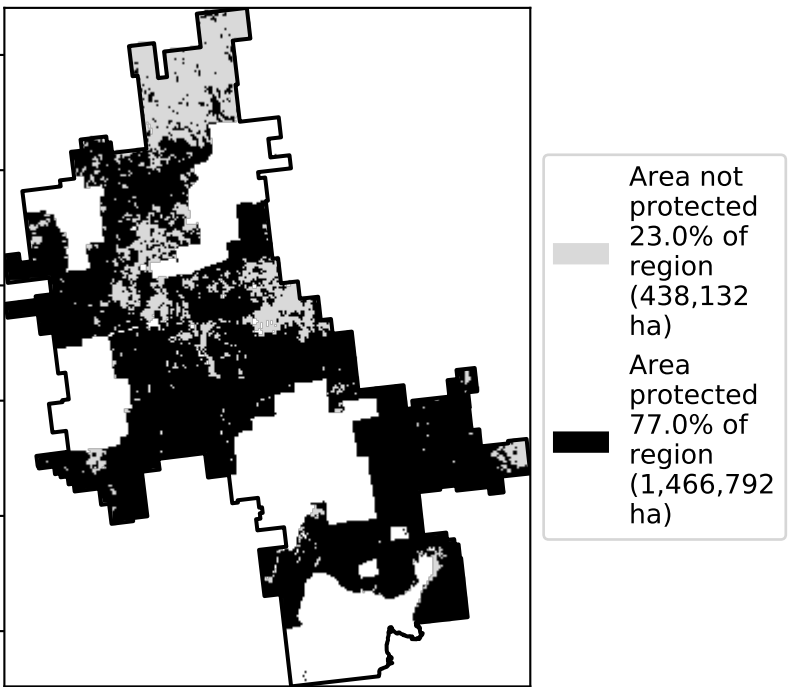 Area not
protected
23.0% of
region
(438,132
ha)
Area
protected
77.0% of
region
(1,466,792
ha)